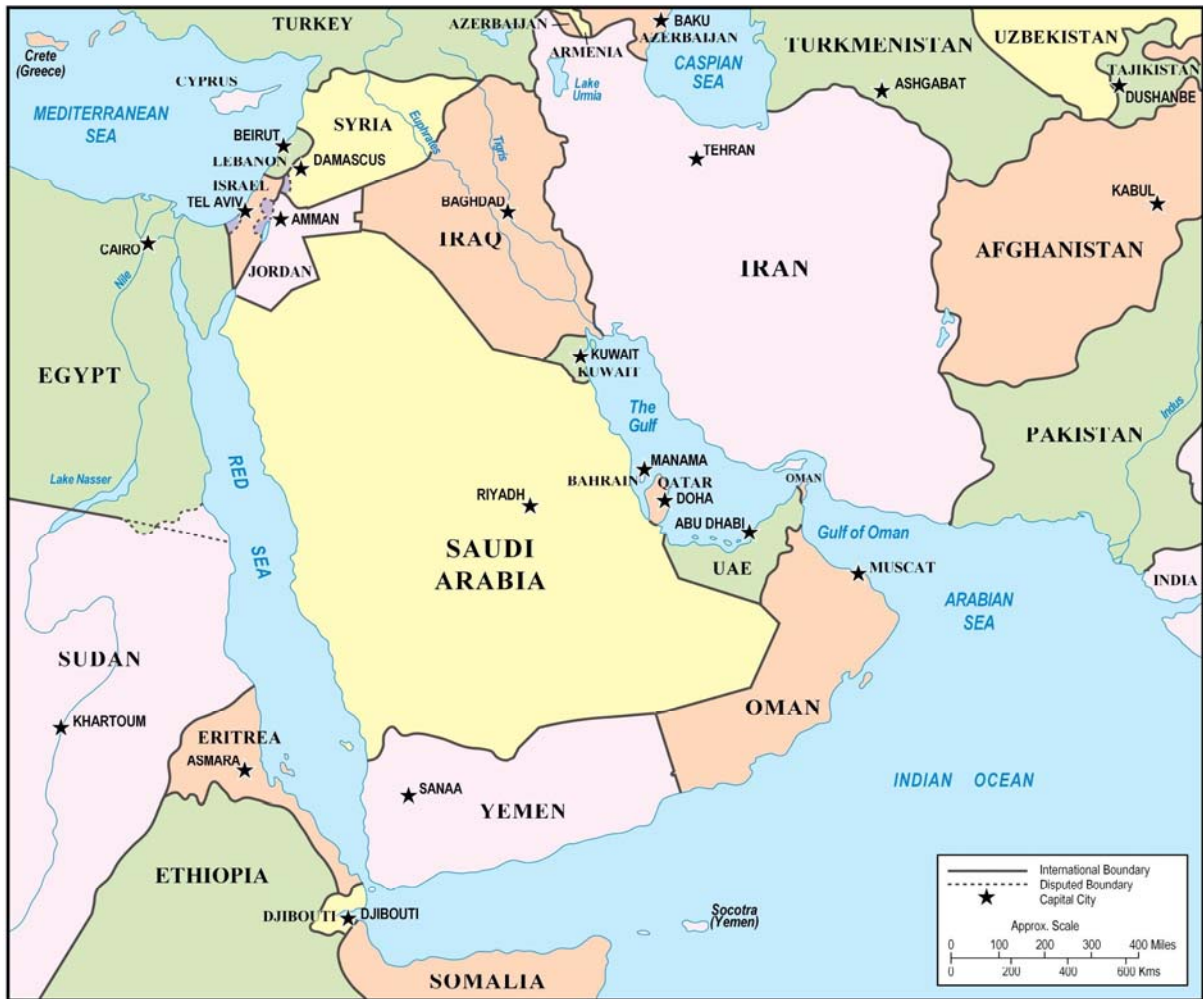 TURKEY
AZERBAIJAN
BAKU
AZERBAIJAN
ARMENIA
UZBEKISTAN
TURKMENISTAN
TAJIKISTAN
DUSHANBE
ASHGABAT
Crete
(Greece)
CYPRUS
CASPIAN
SEA
Lake
Urmia
MEDITERRANEAN
SEA
SYRIA
Euphrates
Tigris
BEIRUT
LEBANON
DAMASCUS
TEHRAN
ISRAEL
TEL AVIV
AMMAN
BAGHDAD
IRAQ
KABUL
AFGHANISTAN
CAIRO
JORDAN
IRAN
Nile
KUWAIT
KUWAIT
EGYPT
The
Gulf
Indus
PAKISTAN
Lake Nasser
RED
SEA
MANAMA
BAHRAIN
QATAR
DOHA
OMAN
RIYADH
ABU DHABI
Gulf of Oman
SAUDI
ARABIA
UAE
MUSCAT
INDIA
ARABIAN
SEA
SUDAN
KHARTOUM
OMAN
ERITREA
ASMARA
SANAA
YEMEN
INDIAN OCEAN
ETHIOPIA
DJIBOUTI
DJIBOUTI
Socotra
(Yemen)
SOMALIA
International Boundary
Disputed Boundary
Capital City
Approx. Scale
0 100 200 300 400 Miles
0 200 400 600 Kms